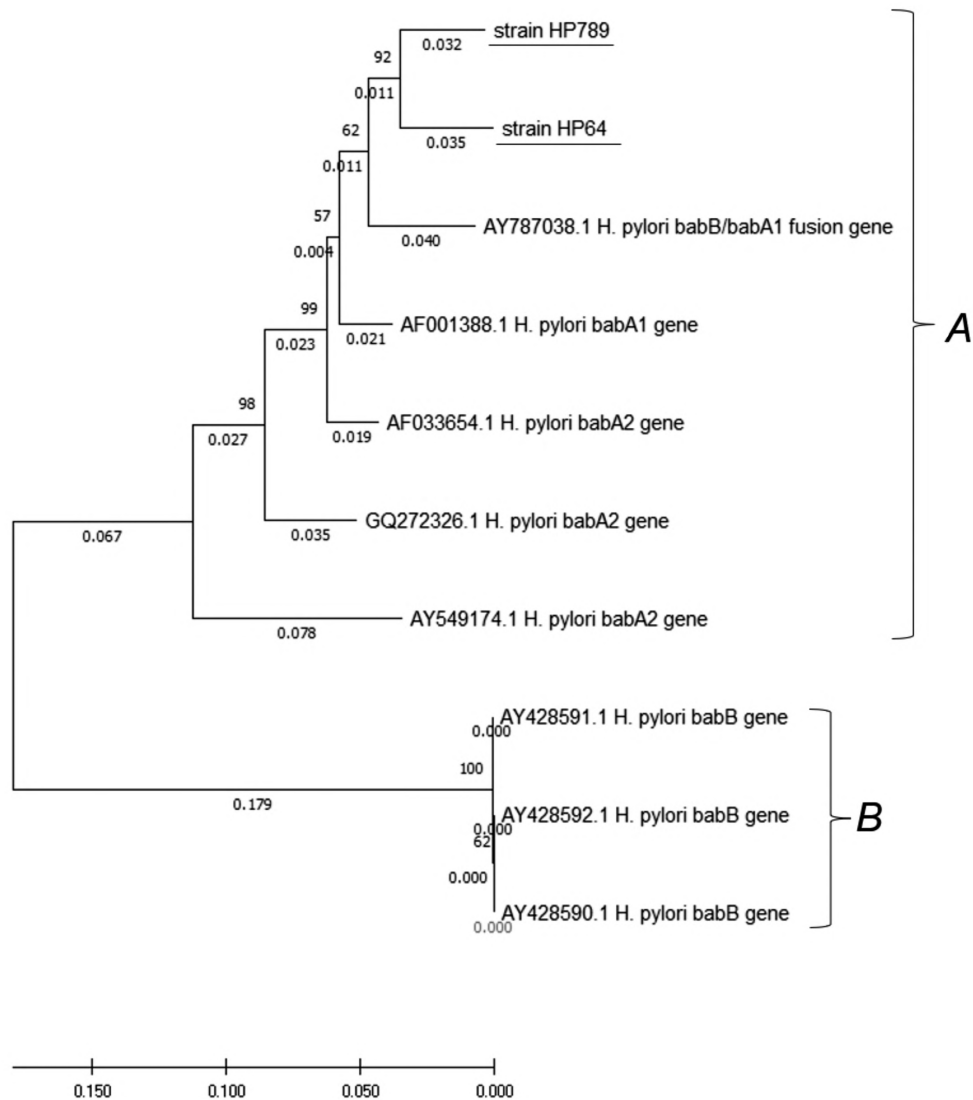 strain HP789
0.032
92
0.011
strain HP64
0.035
62
0.011
AY787038.1 H. pylori babB/babA1 fusion gene
0.040
57
0.004
AF001388.1 H. pylori babA1 gene
0.021
99
0.023
A
AF033654.1 H. pylori babA2 gene
0.019
98
0.027
GQ272326.1 H. pylori babA2 gene
0.035
0.067
AY549174.1 H. pylori babA2 gene
0.078
AY428591.1 H. pylori babB gene
0.000
100
0.179
AY428592.1 H. pylori babB gene
0.000
62
B
0.000
AY428590.1 H. pylori babB gene
0.000
0.150 0.100 0.050 0.000